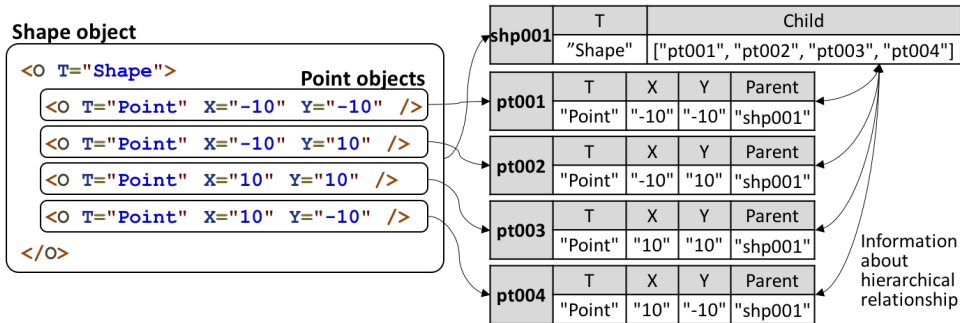 Shape object
<O T="Shape">
Point objects
<O T="Point" X="-10" Y="-10" />
<O T="Point" X="-10" Y="10" />
<O T="Point" X="10" Y="10" />
<O T="Point" X="10" Y="-10" />
</O>
shp001 T Child
"Shape" ["pt001", "pt002", "pt003", "pt004"]
pt001 T X Y Parent
"Point" "-10" "-10" "shp001"
pt002 T X Y Parent
"Point" "-10" "10" "shp001"
pt003 T X Y Parent
"Point" "10" "10" "shp001"
pt004 T X Y Parent
"Point" "10" "-10" "shp001"
Information
about
hierarchical
relationship